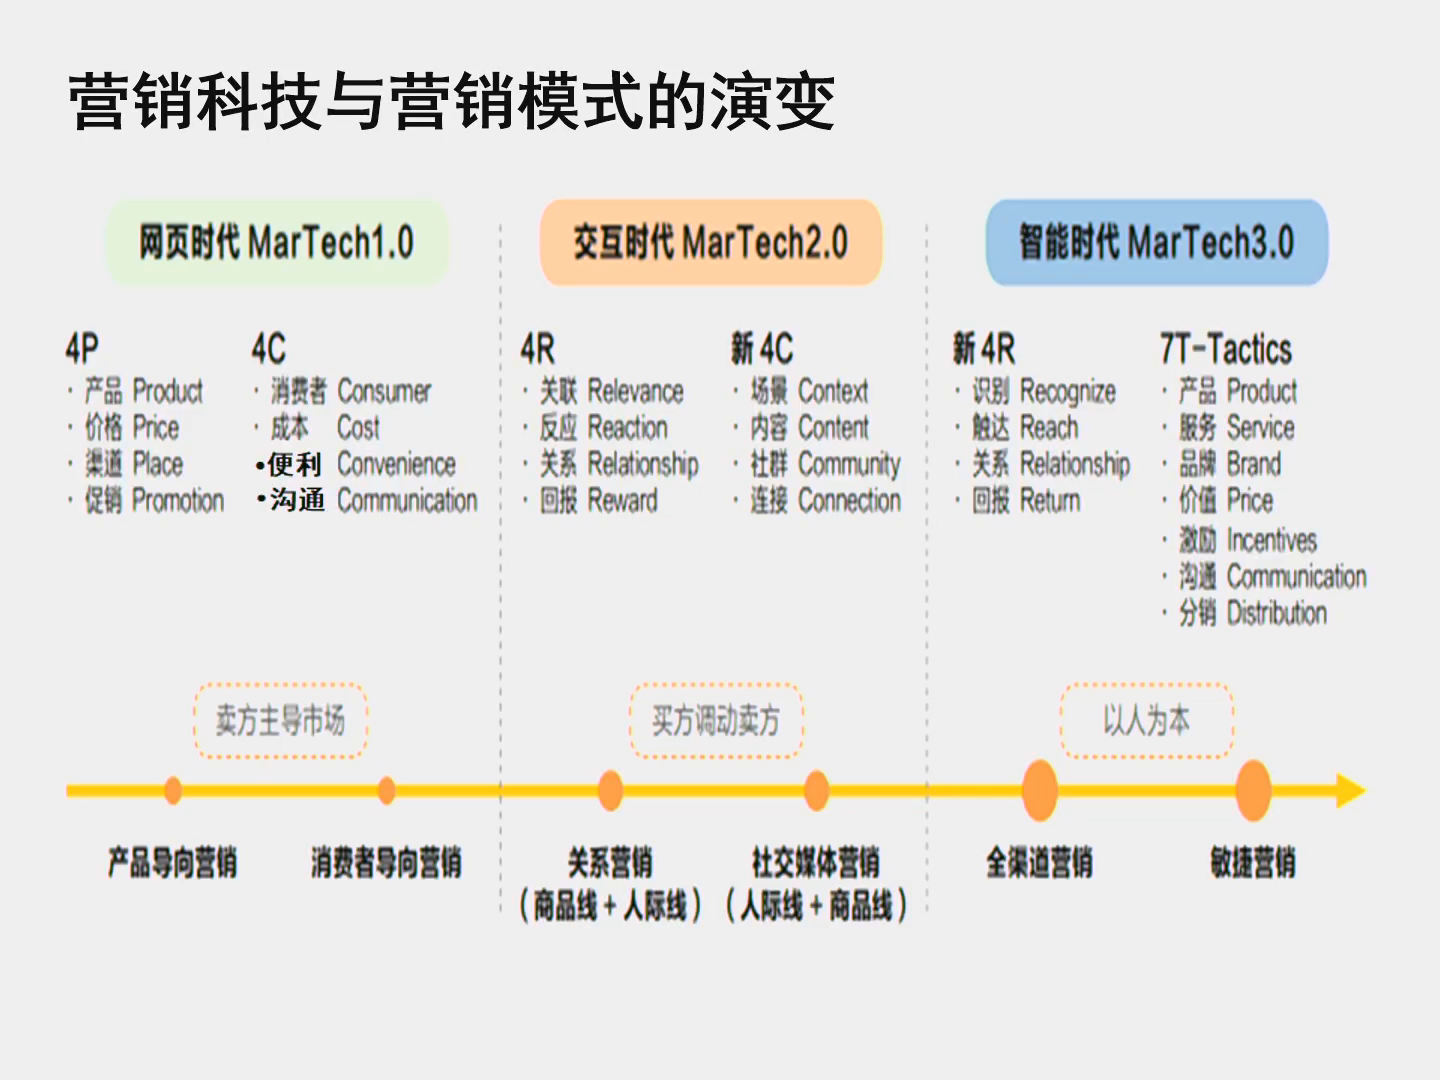 营销科技与营销模式的演变
网页时代 MarTech1.0
交互时代 MarTech2.0
智能时代 MarTech3.0
4P
· 产品 Product
· 价格 Price
· 渠道 Place
· 促销 Promotion
4C
· 消费者 Consumer
· 成本 Cost
•便利 Convenience
•沟通 Communication
4R
· 关联 Relevance
· 反应 Reaction
· 关系 Relationship
· 回报 Reward
新 4C
· 场景 Context
· 内容 Content
· 社群 Community
· 连接 Connection
新 4R
· 识别 Recognize
· 触达 Reach
· 关系 Relationship
· 回报 Return
7T-Tactics
· 产品 Product
· 服务 Service
· 品牌 Brand
· 价值 Price
· 激励 Incentives
· 沟通 Communication
· 分销 Distribution
卖方主导市场
买方调动卖方
以人为本
产品导向营销
消费者导向营销
关系营销
（商品线 + 人际线）
社交媒体营销
（人际线 + 商品线）
全渠道营销
敏捷营销